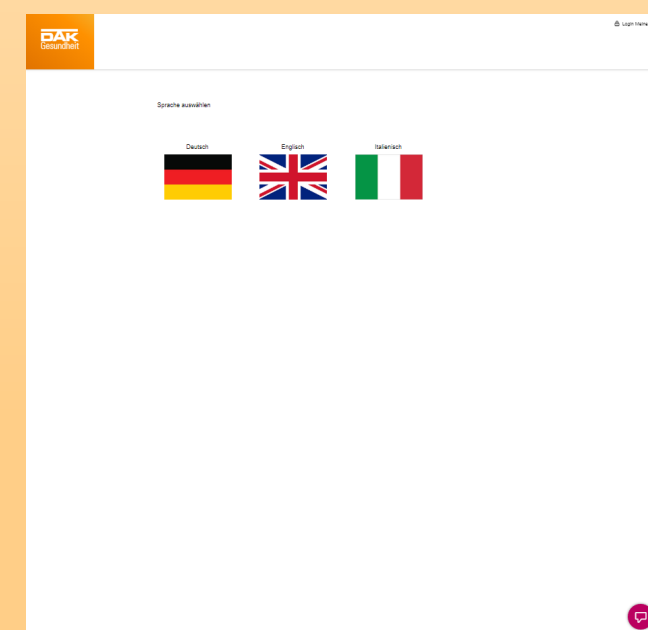 DAK
Gesundheit
Login Meine
Sprache auswählen
Deutsch
Englisch
Italienisch